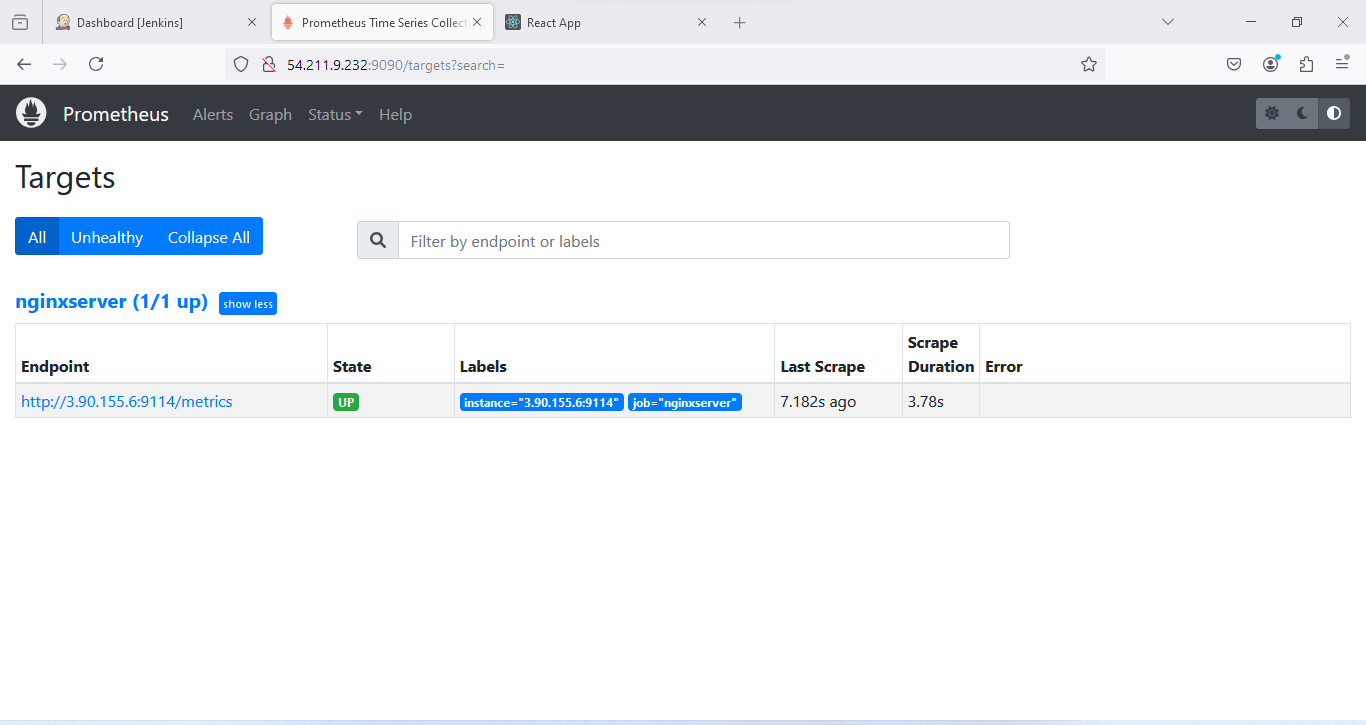 Dashboard [Jenkins]
Prometheus Time Series Collect
React App
54.211.9.232:9090/targets?search=
Prometheus Alerts Graph Status Help
Targets
All Unhealthy Collapse All
Filter by endpoint or labels
nginxserver (1/1 up) show less
Endpoint State Labels Last Scrape Scrape Duration Error
http://3.90.155.6:9114/metrics UP instance="3.90.155.6:9114" job="nginxserver" 7.182s ago 3.78s